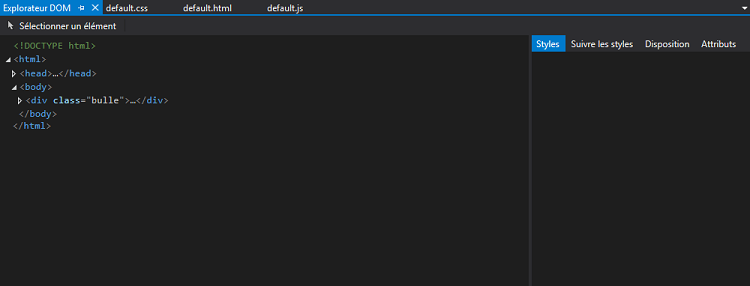 Explorateur DOM default.css default.html default.js
Sélectionner un élément
<!DOCTYPE html>
<html>
<head>…</head>
<body>
<div class="bulle">…</div>
</body>
</html>
Styles Suivre les styles Disposition Attributs